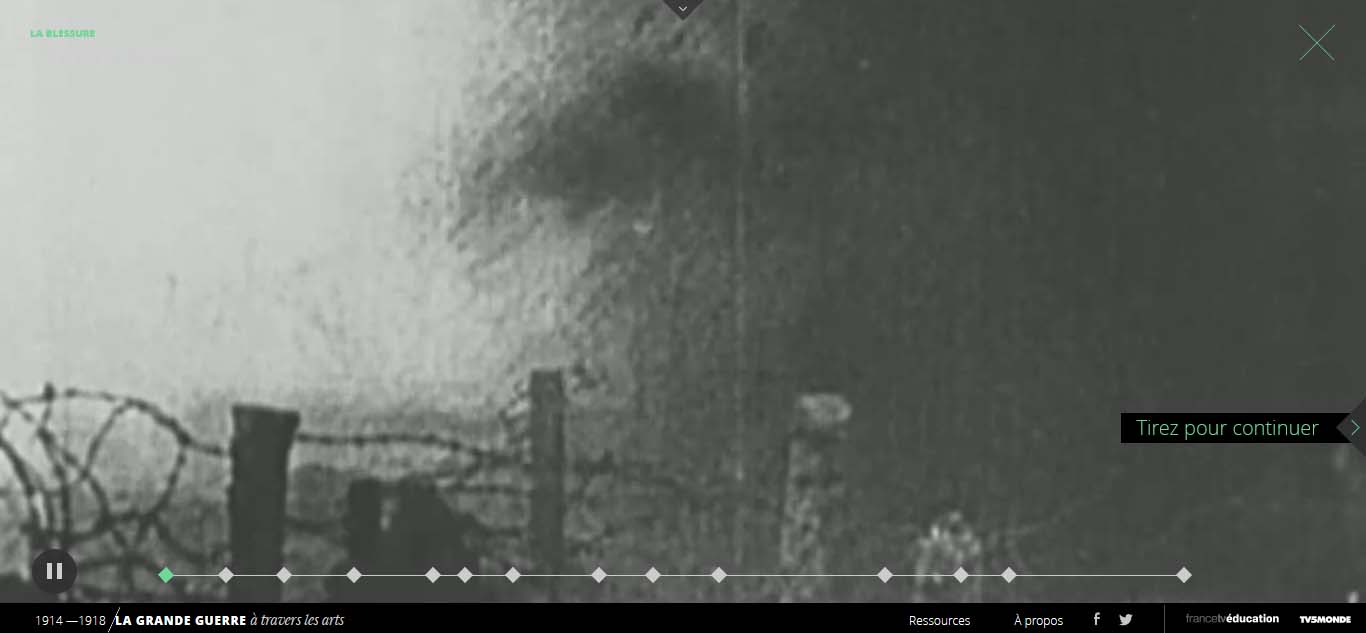 LA BLESSURE
Tirez pour continuer
1914 —1918 / LA GRANDE GUERRE à travers les arts
Ressources
À propos
francetvéducation
TV5MONDE